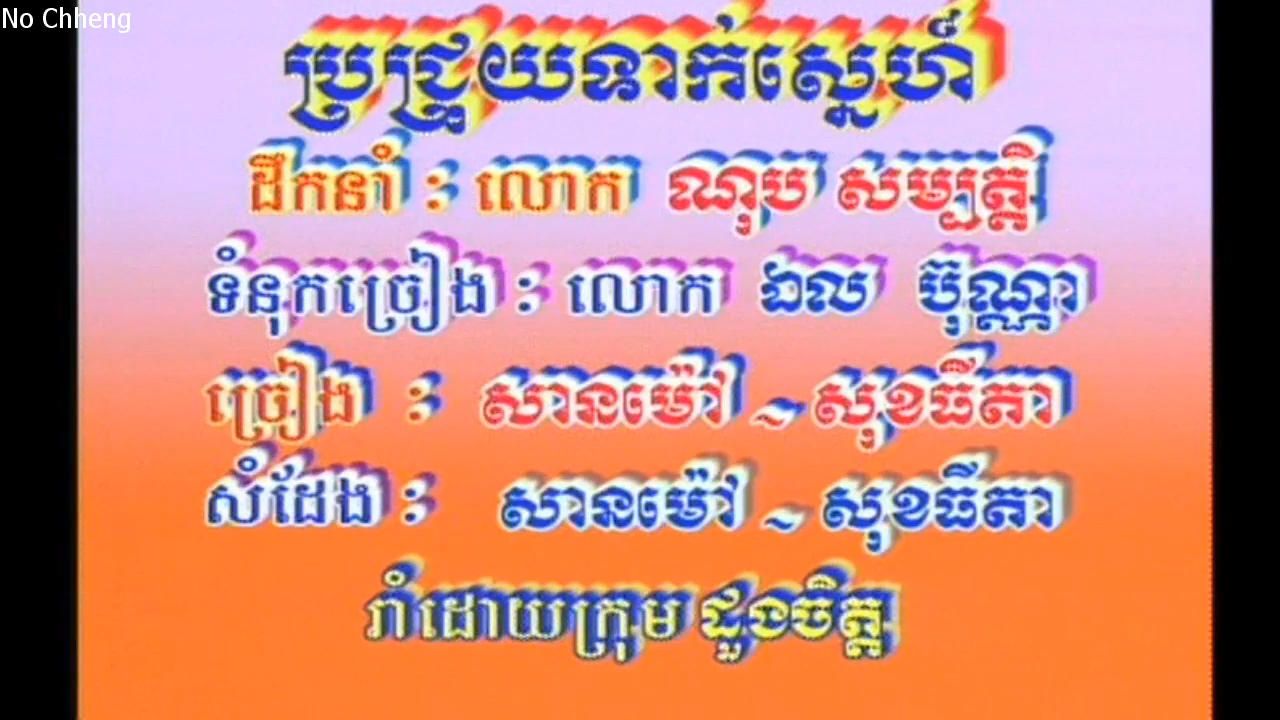 No Chheng
ប្រជ្រុយទាក់ស្នេហ៍
ដឹកនាំ : លោក ណុប សម្បត្តិ
ទំនុកច្រៀង : លោក ឯល ប៊ុណ្ណា
ច្រៀង : សានម៉ៅ ~ សុខធីតា
សំដែង : សានម៉ៅ ~ សុខធីតា
រាំដោយក្រុម ដួងចិត្ត